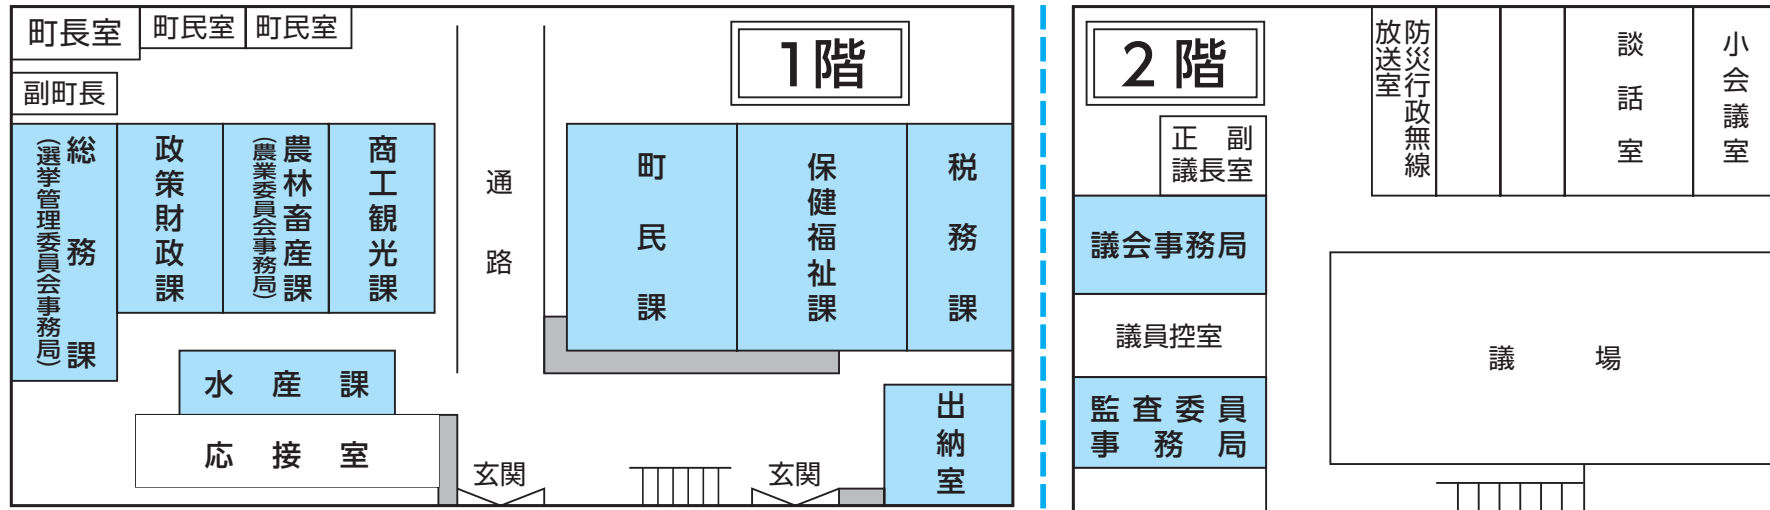 町長室
町民室
町民室
1階
副町長
総務課
(選挙管理委員会事務局)
政策財政課
農林畜産課
(農業委員会事務局)
商工観光課
通路
町民課
保健福祉課
税務課
水産課
応接室
玄関
玄関
出納室
2階
防災行政無線
放送室
談話室
小会議室
正副
議長室
議会事務局
議員控室
議場
監査委員
事務局